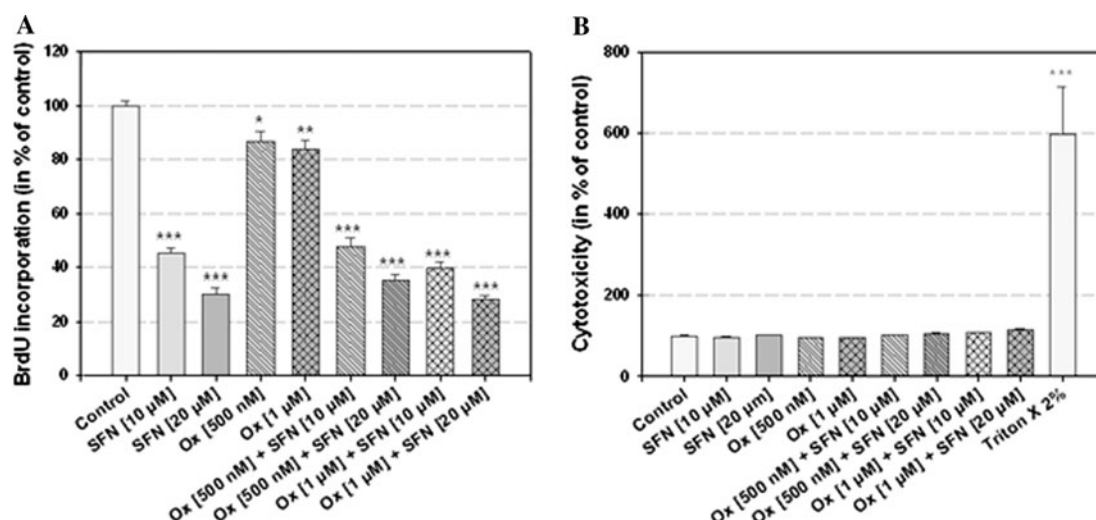 A
BrdU incorporation (in % of control)
120
100
80
60
40
20
0
*
**
***
***
***
***
***
***
Control
SFN [10 µM]
SFN [20 µM]
Ox [500 nM]
Ox [1 µM]
Ox [500 nM] + SFN [10 µM]
Ox [500 nM] + SFN [20 µM]
Ox [1 µM] + SFN [10 µM]
Ox [1 µM] + SFN [20 µM]
B
Cytotoxicity (in % of control)
800
600
400
200
0
***
Control
SFN [10 µM]
SFN [20 µm]
Ox [500 nM]
Ox [1 µM]
Ox [500 nM] + SFN [10 µM]
Ox [500 nM] + SFN [20 µM]
Ox [1 µM] + SFN [10 µM]
Ox [1 µM] + SFN [20 µM]
Triton X 2%